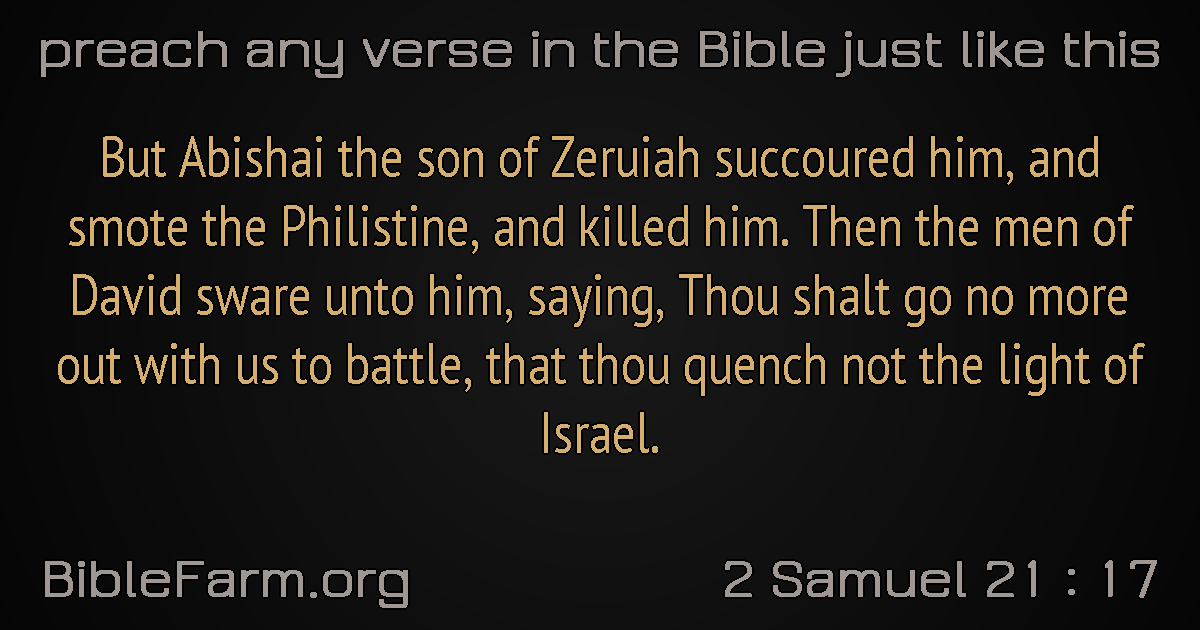 preach any verse in the Bible just like this
But Abishai the son of Zeruiah succoured him, and
smote the Philistine, and killed him. Then the men of
David sware unto him, saying, Thou shalt go no more
out with us to battle, that thou quench not the light of
Israel.
BibleFarm.org
2 Samuel 21 : 17